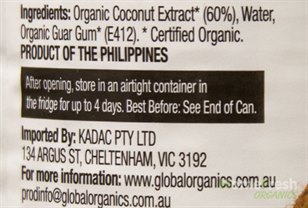 Ingredients: Organic Coconut Extract* (60%), Water,
Organic Guar Gum* (E412). * Certified Organic.
PRODUCT OF THE PHILIPPINES
After opening, store in an airtight container in
the fridge for up to 4 days. Best Before: See End of Can.
Imported By: KADAC PTY LTD
134 ARGUS ST, CHELTENHAM, VIC 3192
For more information: www.globalorganics.com.au
prodinfo@globalorganics.com.au
ORGANICS